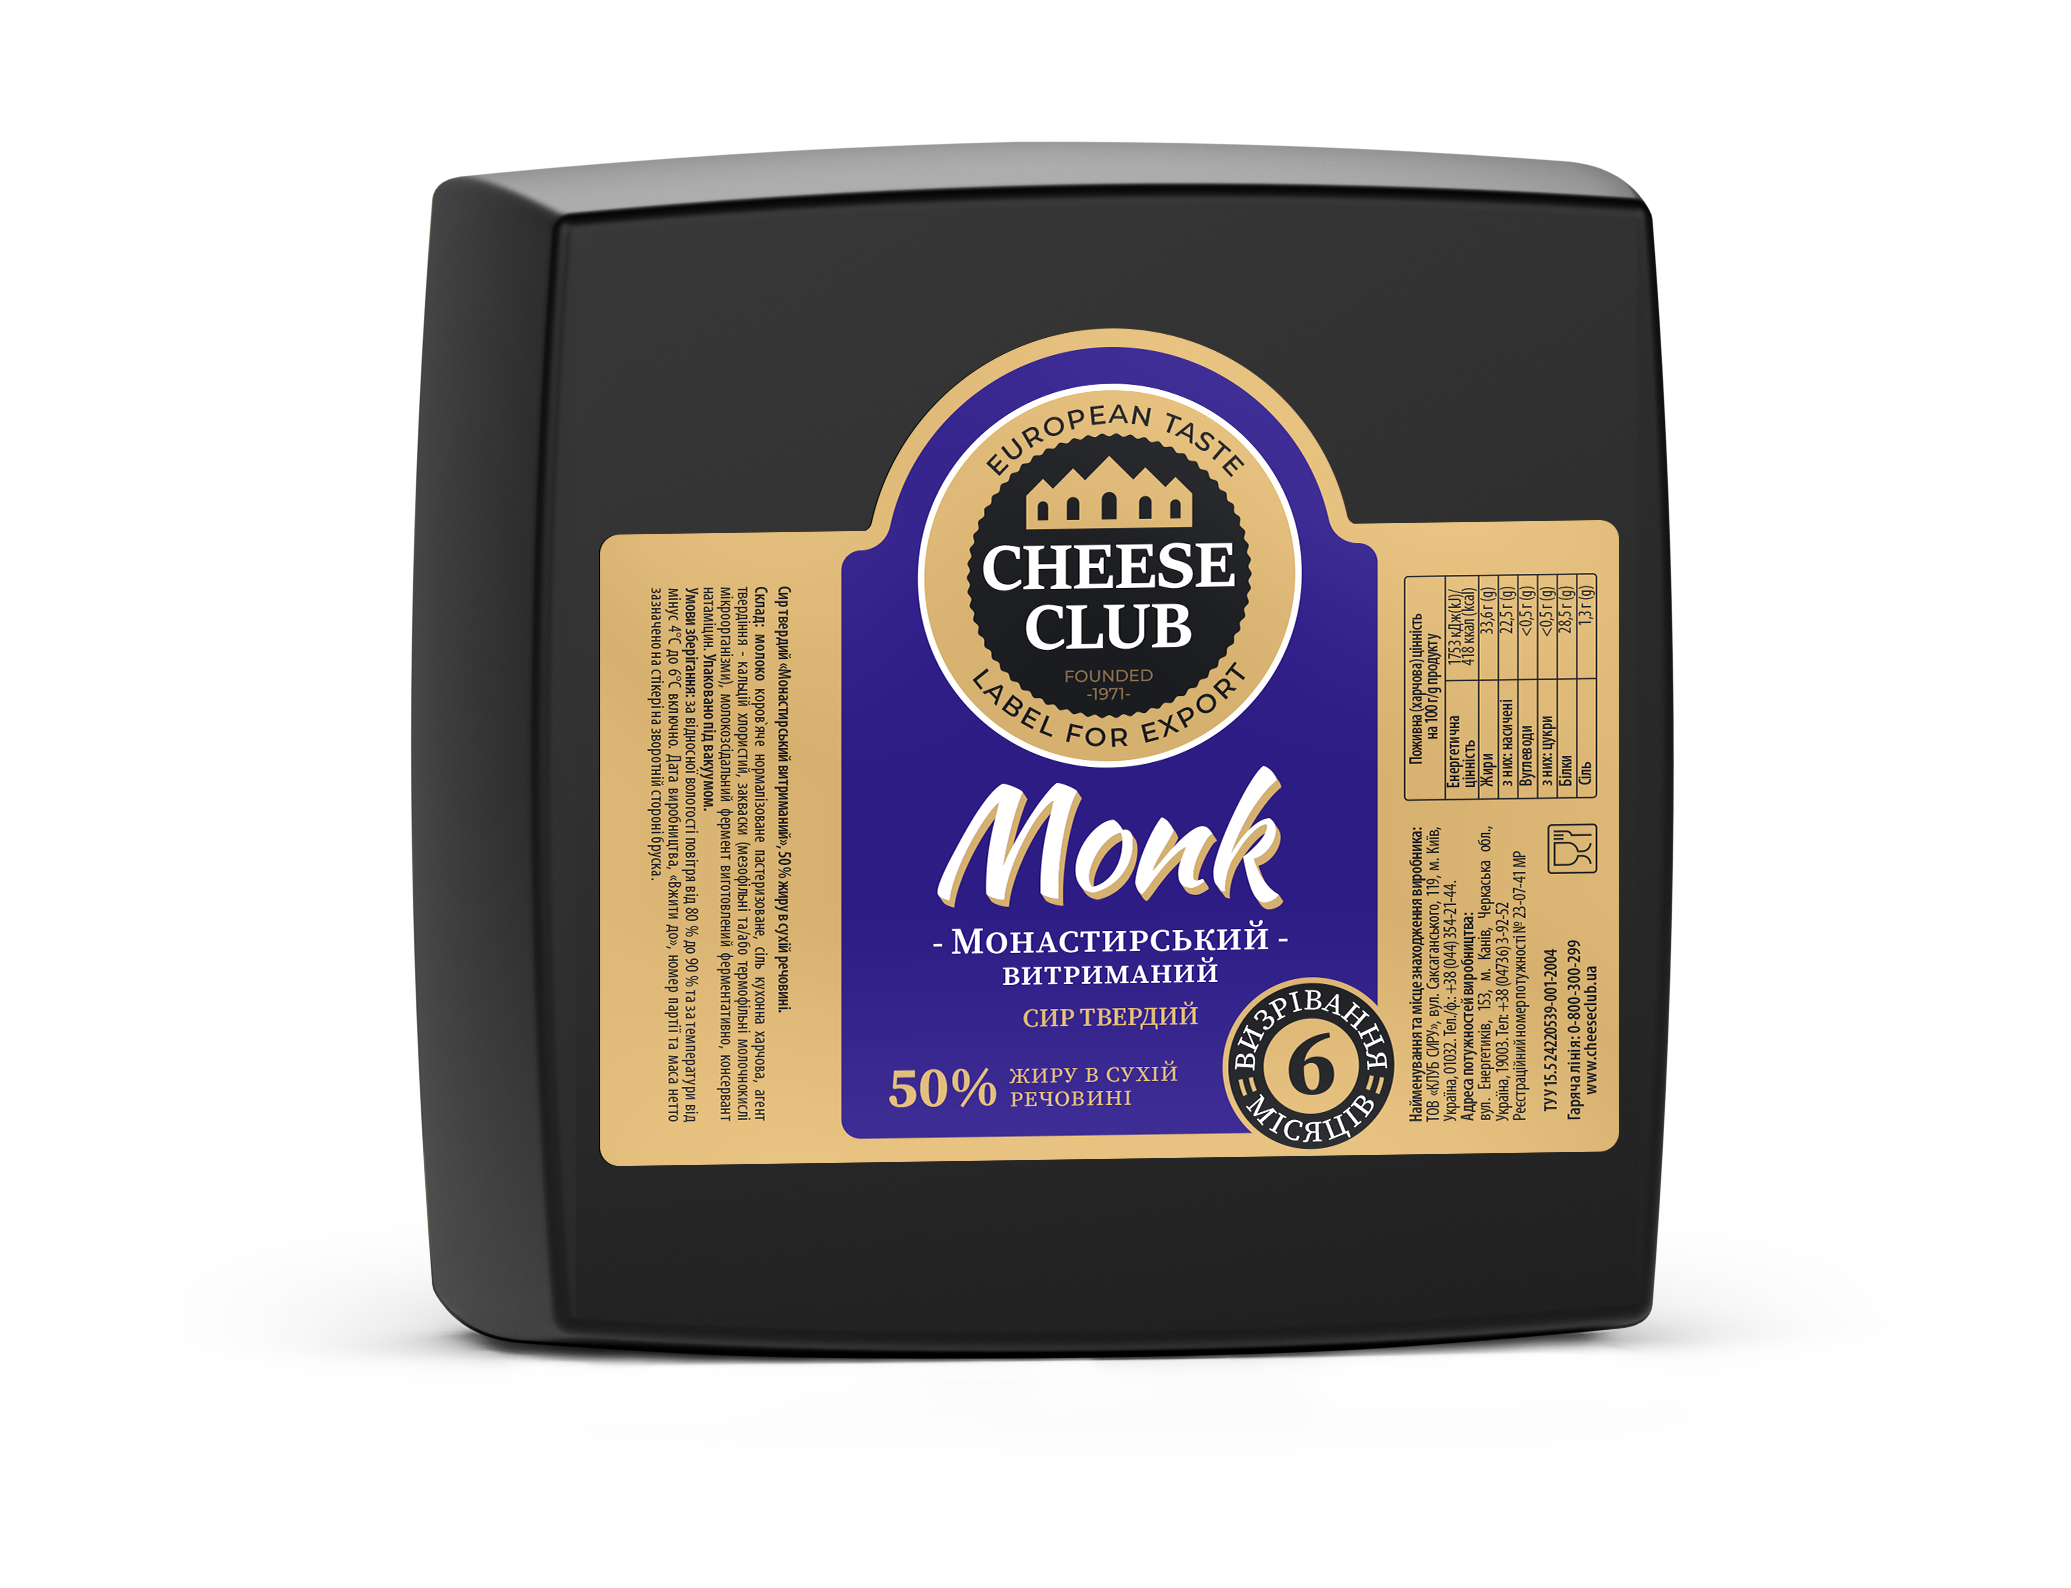 EUROPEAN TASTE
CHEESE
CLUB
FOUNDED
-1971-
LABEL FOR EXPORT
Monk
- Монастирський -
витриманий
сир твердий
50% жиру в сухій
речовині
ВИЗРІВАННЯ
6
МІСЯЦІВ
Сир твердий «Монастирський витриманий», 50 % жиру в сухій речовині.
Склад: молоко коров'яче нормалізоване пастеризоване, сіль кухонна харчова, агент
твердіння - кальцій хлористий, закваски (мезофільні та/або термофільні молочнокислі
мікроорганізми), молокозсідальний фермент виготовлений ферментативно, консервант
натаміцин. Упаковано під вакуумом.
Умови зберігання: за відносної вологості повітря від 80 % до 90 % та за температури від
мінус 4°C до 6°C включно. Дата виробництва, «Вжити до», номер партії та маса нетто
зазначено на стікері на зворотній стороні бруска.
Поживна (харчова) цінність
на 100 г/g продукту
Енергетична цінність 1753 кДж(kJ)/ 418 ккал (kcal)
Жири 33,6 г (g)
з них: насичені 22,5 г (g)
Вуглеводи <0,5 г (g)
з них: цукри <0,5 г (g)
Білки 28,5 г (g)
Сіль 1,3 г (g)
Найменування та місце знаходження виробника:
ТОВ «КЛУБ СИРУ», вул. Саксаганського, 119, м. Київ,
Україна, 01032. Тел./ф.: +38 (044) 354-21-44.
Адреса потужностей виробництва:
вул. Енергетиків, 153, м. Канів, Черкаська обл.,
Україна, 19003. Тел: +38 (04736) 3-92-52
Реєстраційний номер потужності № 23-07-41 МР
ТУ У 15.5 24220539-001-2004
Гаряча лінія: 0-800-300-299
www.cheeseclub.ua